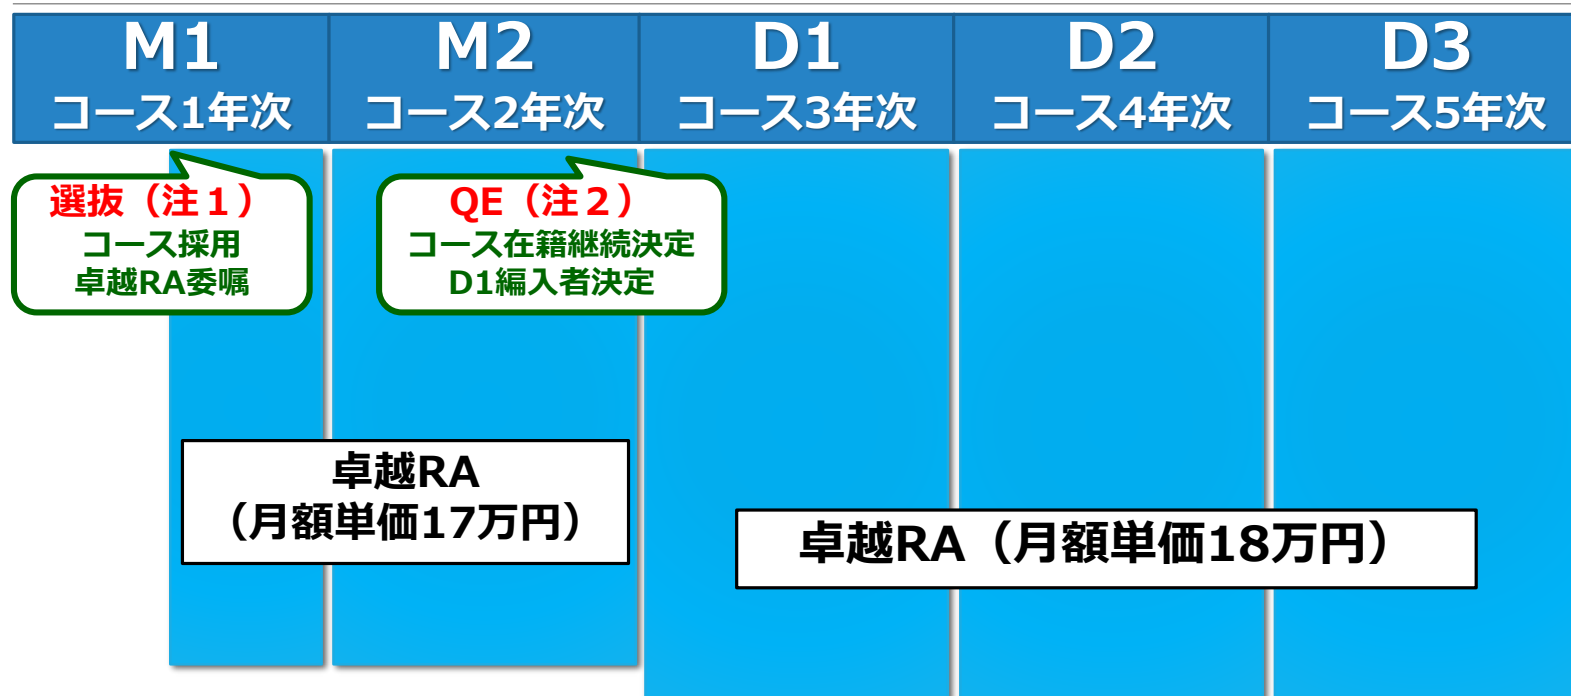 M1
コース1年次
M2
コース2年次
D1
コース3年次
D2
コース4年次
D3
コース5年次
選抜（注１）
コース採用
卓越RA委嘱
QE（注２）
コース在籍継続決定
D1編入者決定
卓越RA
（月額単価17万円）
卓越RA（月額単価18万円）